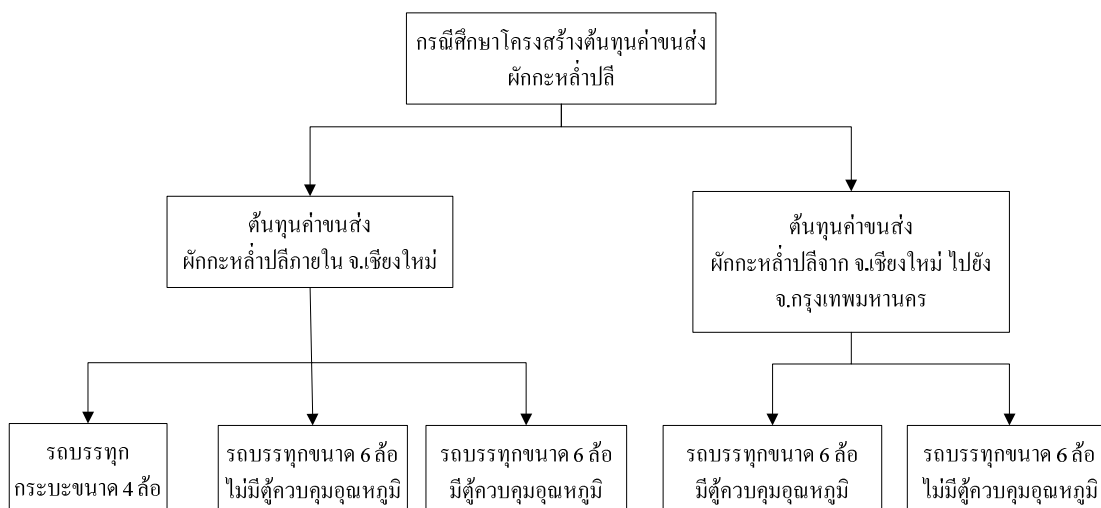 กรณีศึกษาโครงสร้างต้นทุนค่าขนส่ง
ผักกะหล่ำปลี
ต้นทุนค่าขนส่ง
ผักกะหล่ำปลีภายใน จ.เชียงใหม่
ต้นทุนค่าขนส่ง
ผักกะหล่ำปลีจาก จ.เชียงใหม่ ไปยัง
จ.กรุงเทพมหานคร
รถบรรทุก
กระบะขนาด 4 ล้อ
รถบรรทุกขนาด 6 ล้อ
ไม่มีตู้ควบคุมอุณหภูมิ
รถบรรทุกขนาด 6 ล้อ
มีตู้ควบคุมอุณหภูมิ
รถบรรทุกขนาด 6 ล้อ
มีตู้ควบคุมอุณหภูมิ
รถบรรทุกขนาด 6 ล้อ
ไม่มีตู้ควบคุมอุณหภูมิ